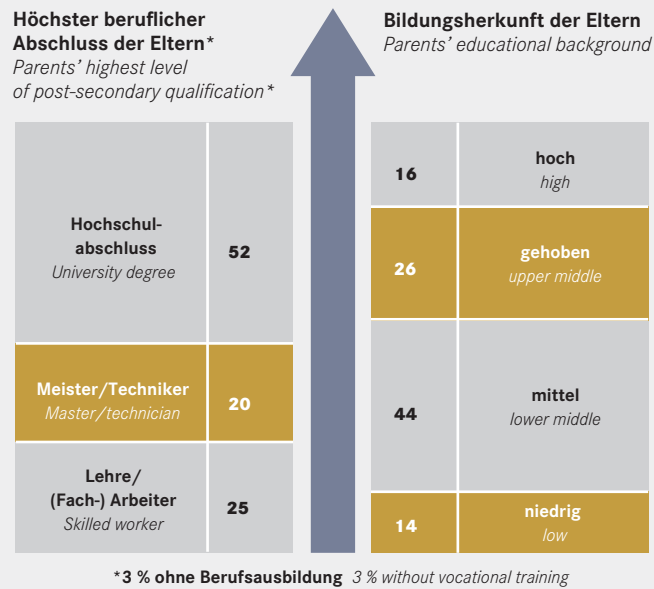 Höchster beruflicher
Abschluss der Eltern*
Parents' highest level
of post-secondary qualification*
Hochschul-
abschluss
University degree
52
Meister/Techniker
Master/technician
20
Lehre/
(Fach-) Arbeiter
Skilled worker
25
Bildungsherkunft der Eltern
Parents' educational background
16
hoch
high
26
gehoben
upper middle
44
mittel
lower middle
14
niedrig
low
*3 % ohne Berufsausbildung 3 % without vocational training